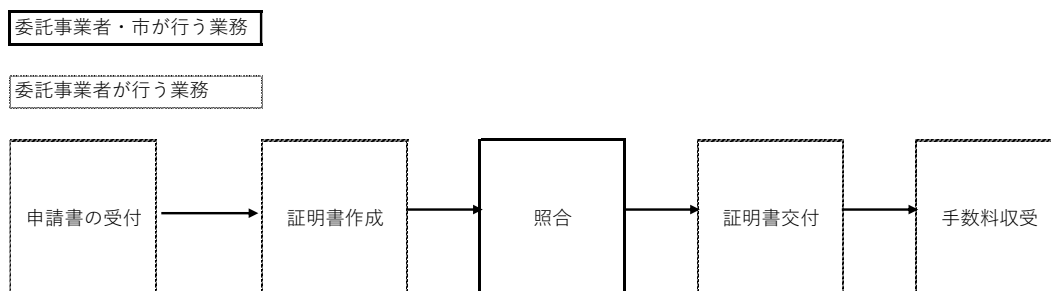 委託事業者・市が行う業務
委託事業者が行う業務
申請書の受付
証明書作成
照合
証明書交付
手数料収受